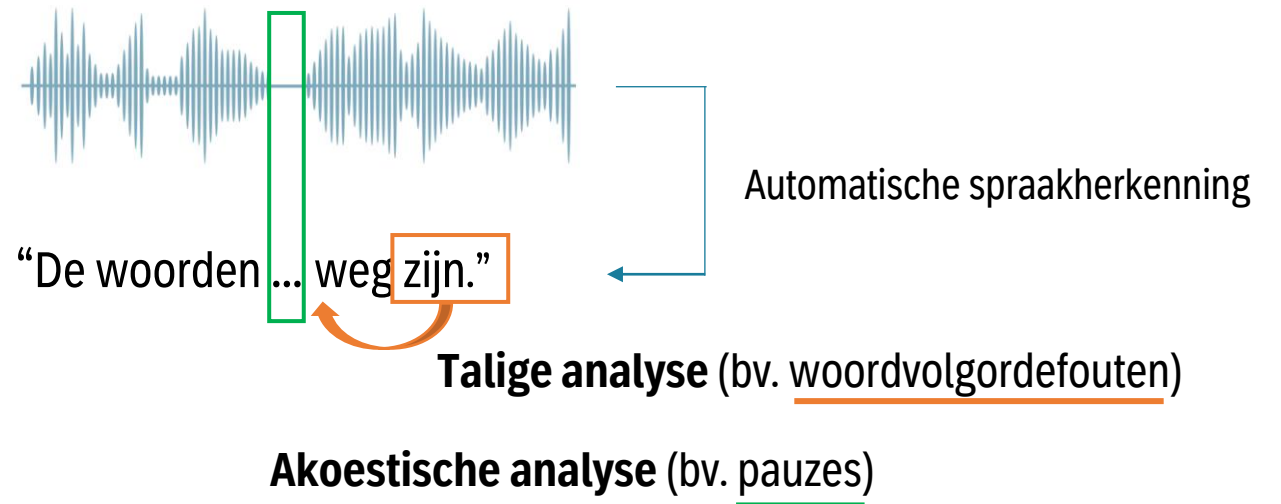 Automatische spraakherkenning
“De woorden ... weg zijn.”
Talige analyse (bv. woordvolgordefouten)
Akoestische analyse (bv. pauzes)